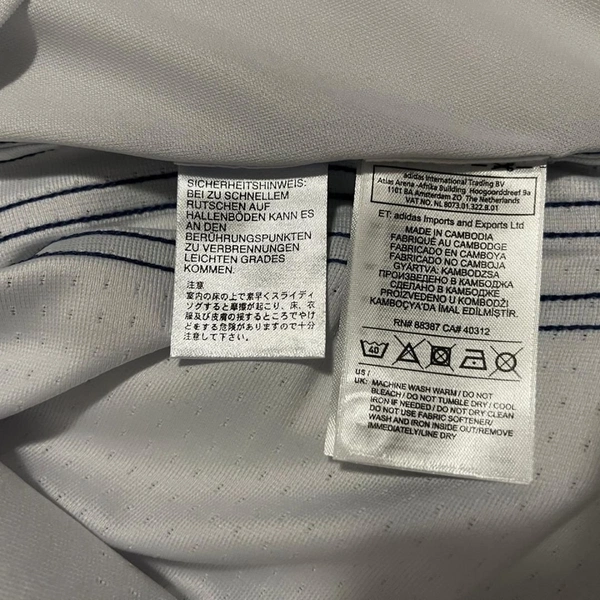 SICHERHEITSHINWEIS:
BEI ZU SCHNELLEM
RUTSCHEN AUF
HALLENBÖDEN KANN ES
AN DEN
BERÜHRUNGSPUNKTEN
ZU VERBRENNUNGEN
LEICHTEN GRADES
KOMMEN.
注意
室内の床の上で素早くスライディ
ングすると摩擦が起こり、床、衣
服及び皮膚の接するところでやけ
どをする危険がありますので十分
注意して下さい。
adidas International Trading BV
Atlas Arena -Afrika Building Hoogoorddreef 9a
1101 BA Amsterdam ZO The Netherlands
VAT NO. NL 8073.01.322.B.01
ET: adidas Imports and Exports Ltd
MADE IN CAMBODIA
FABRIQUÉ AU CAMBODGE
FABRICADO EN CAMBOYA
FABRICADO NO CAMBOJA
GYÁRTVA: KAMBODZSA
ПРОИЗВЕДЕНО В КАМБОДЖА
СДЕЛАНО В КАМБОДЖЕ
PROIZVEDENO U KOMBODŽI
KAMBOÇYA'DA İMAL EDİLMİŞTİR
RN# 88387 CA# 40312
40
US /
UK: MACHINE WASH WARM / DO NOT
BLEACH / DO NOT TUMBLE DRY / COOL
IRON IF NEEDED / DO NOT DRY CLEAN
DO NOT USE FABRIC SOFTENER/
WASH AND IRON INSIDE OUT/REMOVE
IMMEDIATELY/LINE DRY